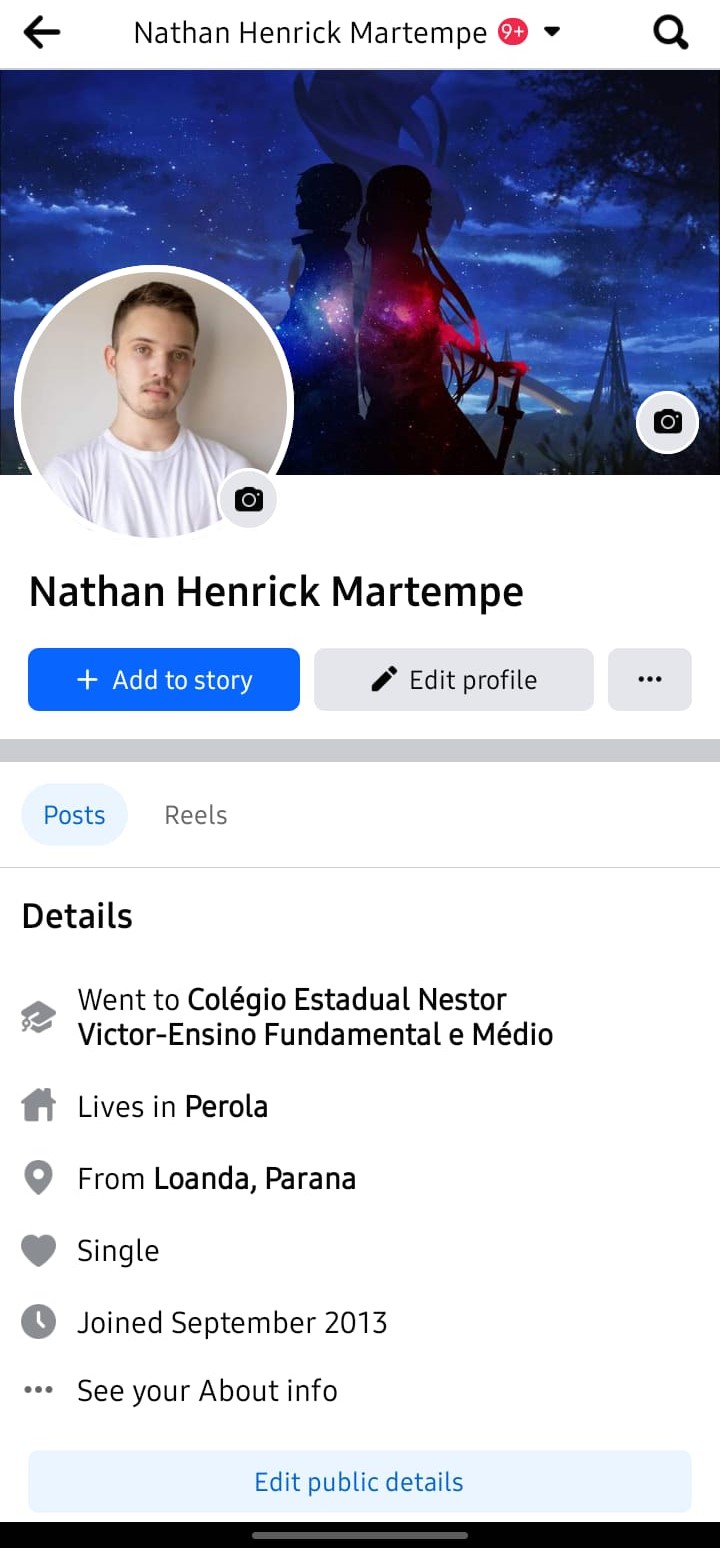 Nathan Henrick Martempe 9+
Nathan Henrick Martempe
+ Add to story
Edit profile
Posts
Reels
Details
Went to Colégio Estadual Nestor
Victor-Ensino Fundamental e Médio
Lives in Perola
From Loanda, Parana
Single
Joined September 2013
See your About info
Edit public details